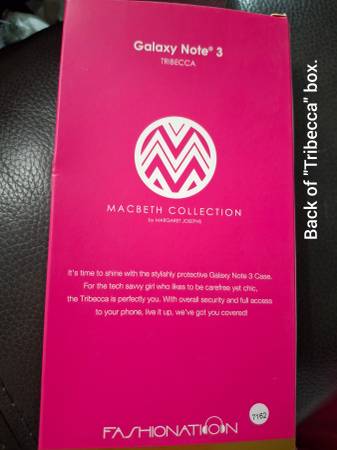 Galaxy Note® 3
TRIBECCA
MACBETH COLLECTION
by MARGARET JOSEPHS
It's time to shine with the stylishly protective Galaxy Note 3 Case.
For the tech savvy girl who likes to be carefree yet chic,
the Tribecca is perfectly you. With overall security and full access
to your phone, live it up, we've got you covered!
7162
FASHIONATION
Back of "Tribecca" box.